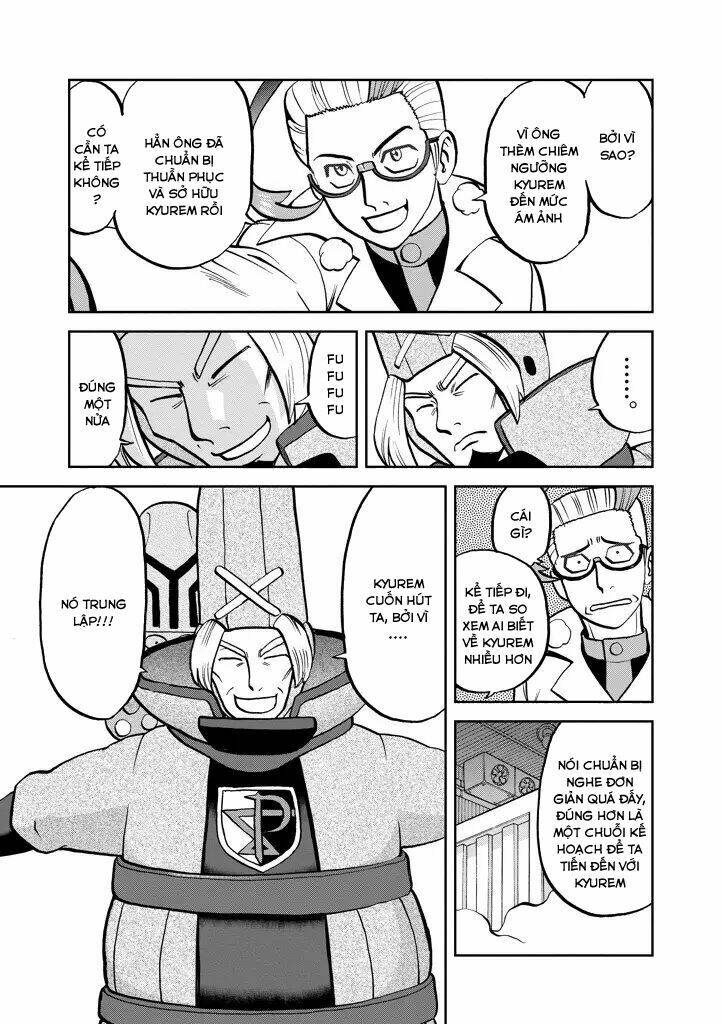 BỞI VÌ
SAO?
VÌ ÔNG
THÈM CHIÊM
NGƯỠNG
KYUREM
ĐẾN MỨC
ÁM ẢNH
HẲN ÔNG ĐÃ
CHUẨN BỊ
THUẦN PHỤC
VÀ SỞ HỮU
KYUREM RỒI
CÓ
CẦN TA
KỂ TIẾP
KHÔNG
?
......
FU
FU
FU
FU
ĐÚNG
MỘT
NỬA
CÁI
GÌ?
KỂ TIẾP ĐI,
ĐỂ TA SO
XEM AI BIẾT
VỀ KYUREM
NHIỀU HƠN
KYUREM
CUỐN HÚT
TA, BỞI VÌ
....
NÓ TRUNG
LẬP!!!
P
NÓI CHUẨN BỊ
NGHE ĐƠN
GIẢN QUÁ ĐẤY,
ĐÚNG HƠN LÀ
MỘT CHUỖI KẾ
HOẠCH ĐỂ TA
TIẾN ĐẾN VỚI
KYUREM